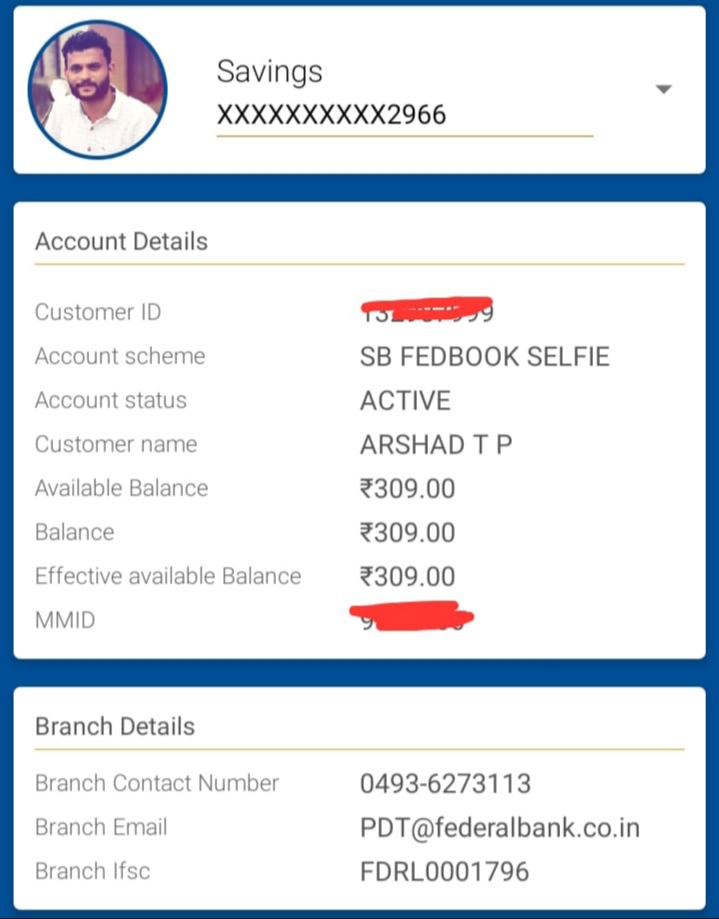 Savings
XXXXXXXXXX2966
Account Details
Customer ID
Account scheme SB FEDBOOK SELFIE
Account status ACTIVE
Customer name ARSHAD T P
Available Balance ₹309.00
Balance ₹309.00
Effective available Balance ₹309.00
MMID
Branch Details
Branch Contact Number 0493-6273113
Branch Email PDT@federalbank.co.in
Branch Ifsc FDRL0001796